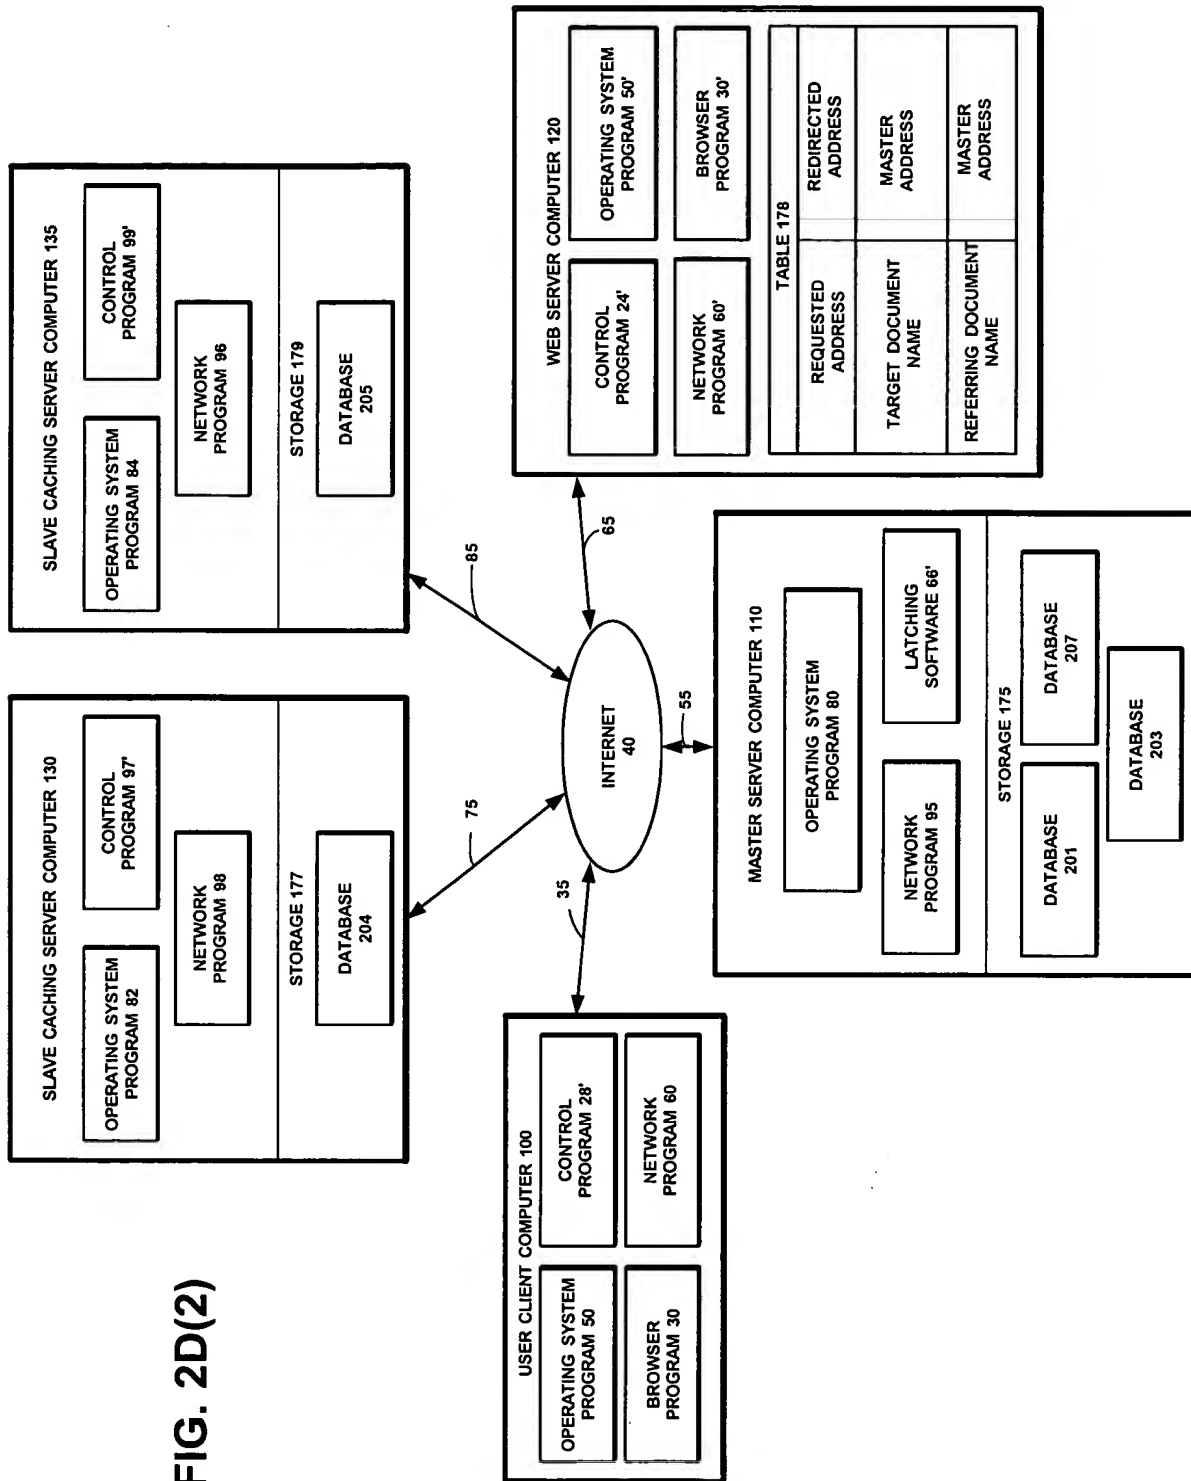 FIG. 2D(2)
SLAVE CACHING SERVER COMPUTER 130
OPERATING SYSTEM
PROGRAM 82
CONTROL
PROGRAM 97'
NETWORK
PROGRAM 98
STORAGE 177
DATABASE
204
SLAVE CACHING SERVER COMPUTER 135
OPERATING SYSTEM
PROGRAM 84
CONTROL
PROGRAM 99'
NETWORK
PROGRAM 96
STORAGE 179
DATABASE
205
75
85
USER CLIENT COMPUTER 100
OPERATING SYSTEM
PROGRAM 50
CONTROL
PROGRAM 28'
BROWSER
PROGRAM 30
NETWORK
PROGRAM 60
35
INTERNET
40
65
55
WEB SERVER COMPUTER 120
CONTROL
PROGRAM 24'
OPERATING SYSTEM
PROGRAM 50'
NETWORK
PROGRAM 60'
BROWSER
PROGRAM 30'
TABLE 178
REQUESTED
ADDRESS
REDIRECTED
ADDRESS
TARGET DOCUMENT
NAME
MASTER
ADDRESS
REFERRING DOCUMENT
NAME
MASTER
ADDRESS
MASTER SERVER COMPUTER 110
OPERATING SYSTEM
PROGRAM 80
NETWORK
PROGRAM 95
LATCHING
SOFTWARE 66'
STORAGE 175
DATABASE
201
DATABASE
207
DATABASE
203